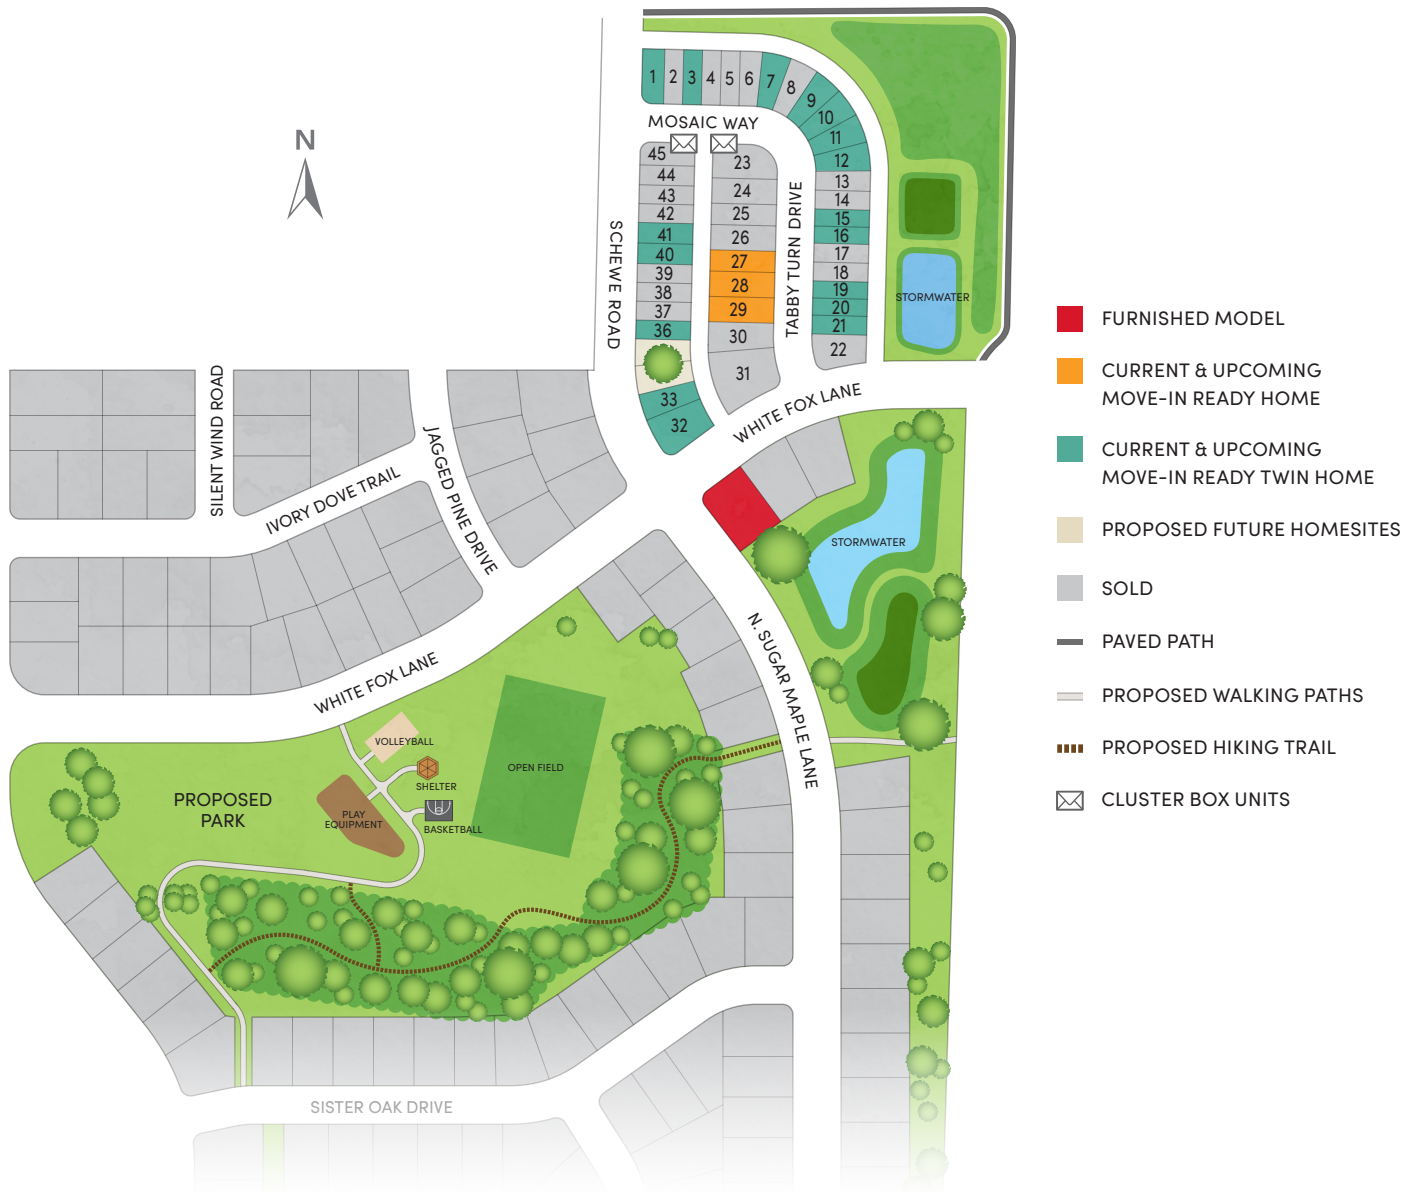 N
1
2
3
4
5
6
7
8
9
10
11
12
13
14
15
16
17
18
19
20
21
22
MOSAIC WAY
45
44
43
42
41
40
39
38
37
36
33
32
23
24
25
26
27
28
29
30
31
SCHEWE ROAD
TABBY TURN DRIVE
STORMWATER
WHITE FOX LANE
SILENT WIND ROAD
IVORY DOVE TRAIL
JAGGED PINE DRIVE
STORMWATER
N. SUGAR MAPLE LANE
WHITE FOX LANE
VOLLEYBALL
SHELTER
OPEN FIELD
PROPOSED
PARK
PLAY
EQUIPMENT
BASKETBALL
SISTER OAK DRIVE
FURNISHED MODEL
CURRENT & UPCOMING
MOVE-IN READY HOME
CURRENT & UPCOMING
MOVE-IN READY TWIN HOME
PROPOSED FUTURE HOMESITES
SOLD
PAVED PATH
PROPOSED WALKING PATHS
PROPOSED HIKING TRAIL
CLUSTER BOX UNITS